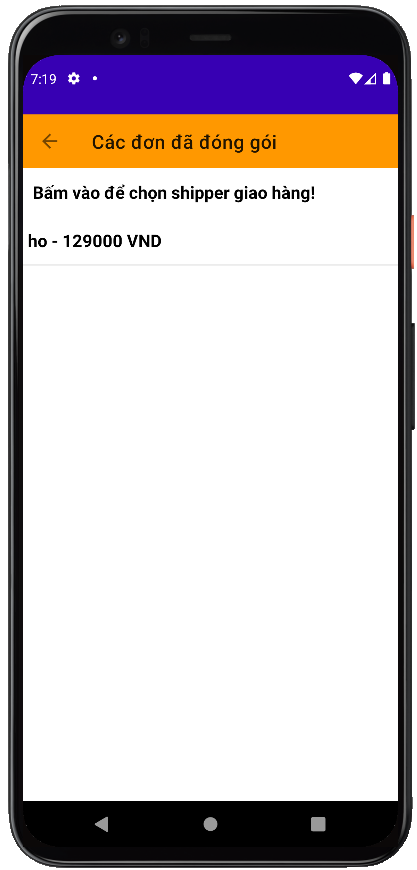 7:19
Các đơn đã đóng gói
Bấm vào để chọn shipper giao hàng!
ho - 129000 VND